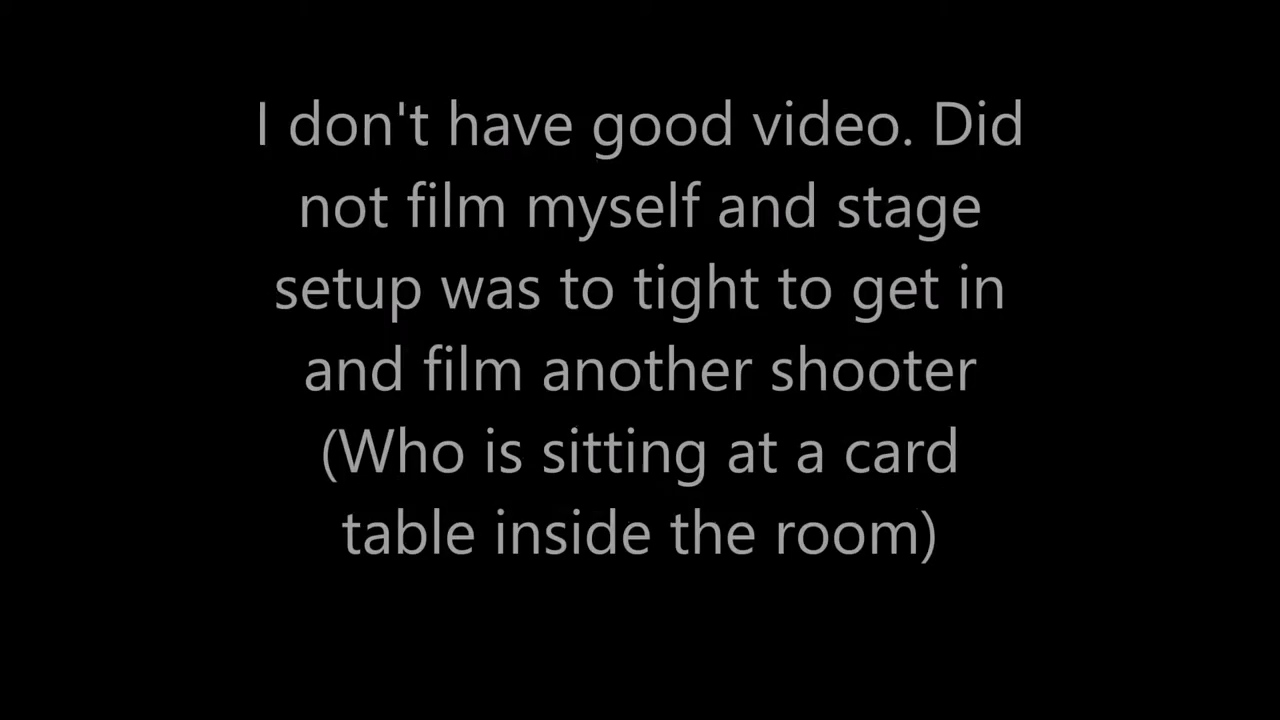 I don't have good video. Did
not film myself and stage
setup was to tight to get in
and film another shooter
(Who is sitting at a card
table inside the room)